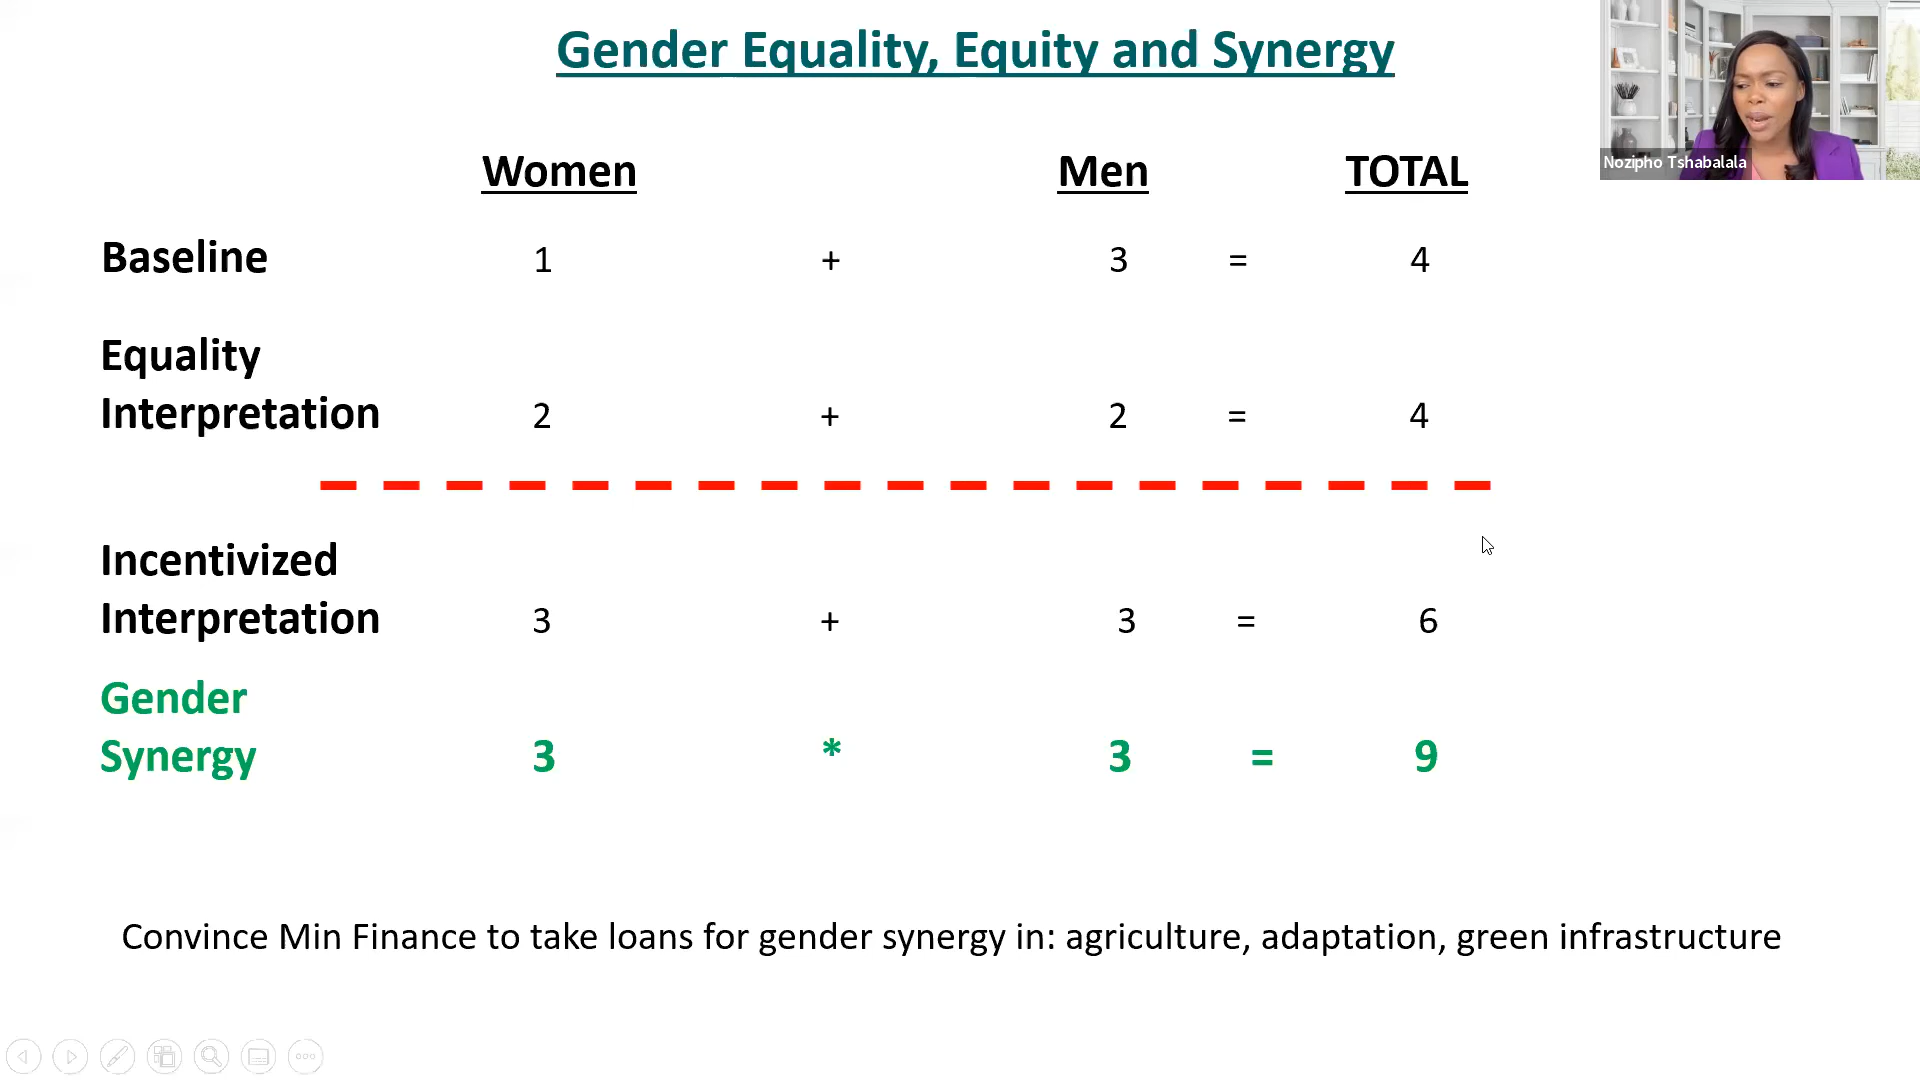 Gender Equality, Equity and Synergy
Nozipho Tshabalala
Women Men TOTAL
Baseline 1 + 3 = 4
Equality
Interpretation 2 + 2 = 4
Incentivized
Interpretation 3 + 3 = 6
Gender
Synergy 3 * 3 = 9
Convince Min Finance to take loans for gender synergy in: agriculture, adaptation, green infrastructure